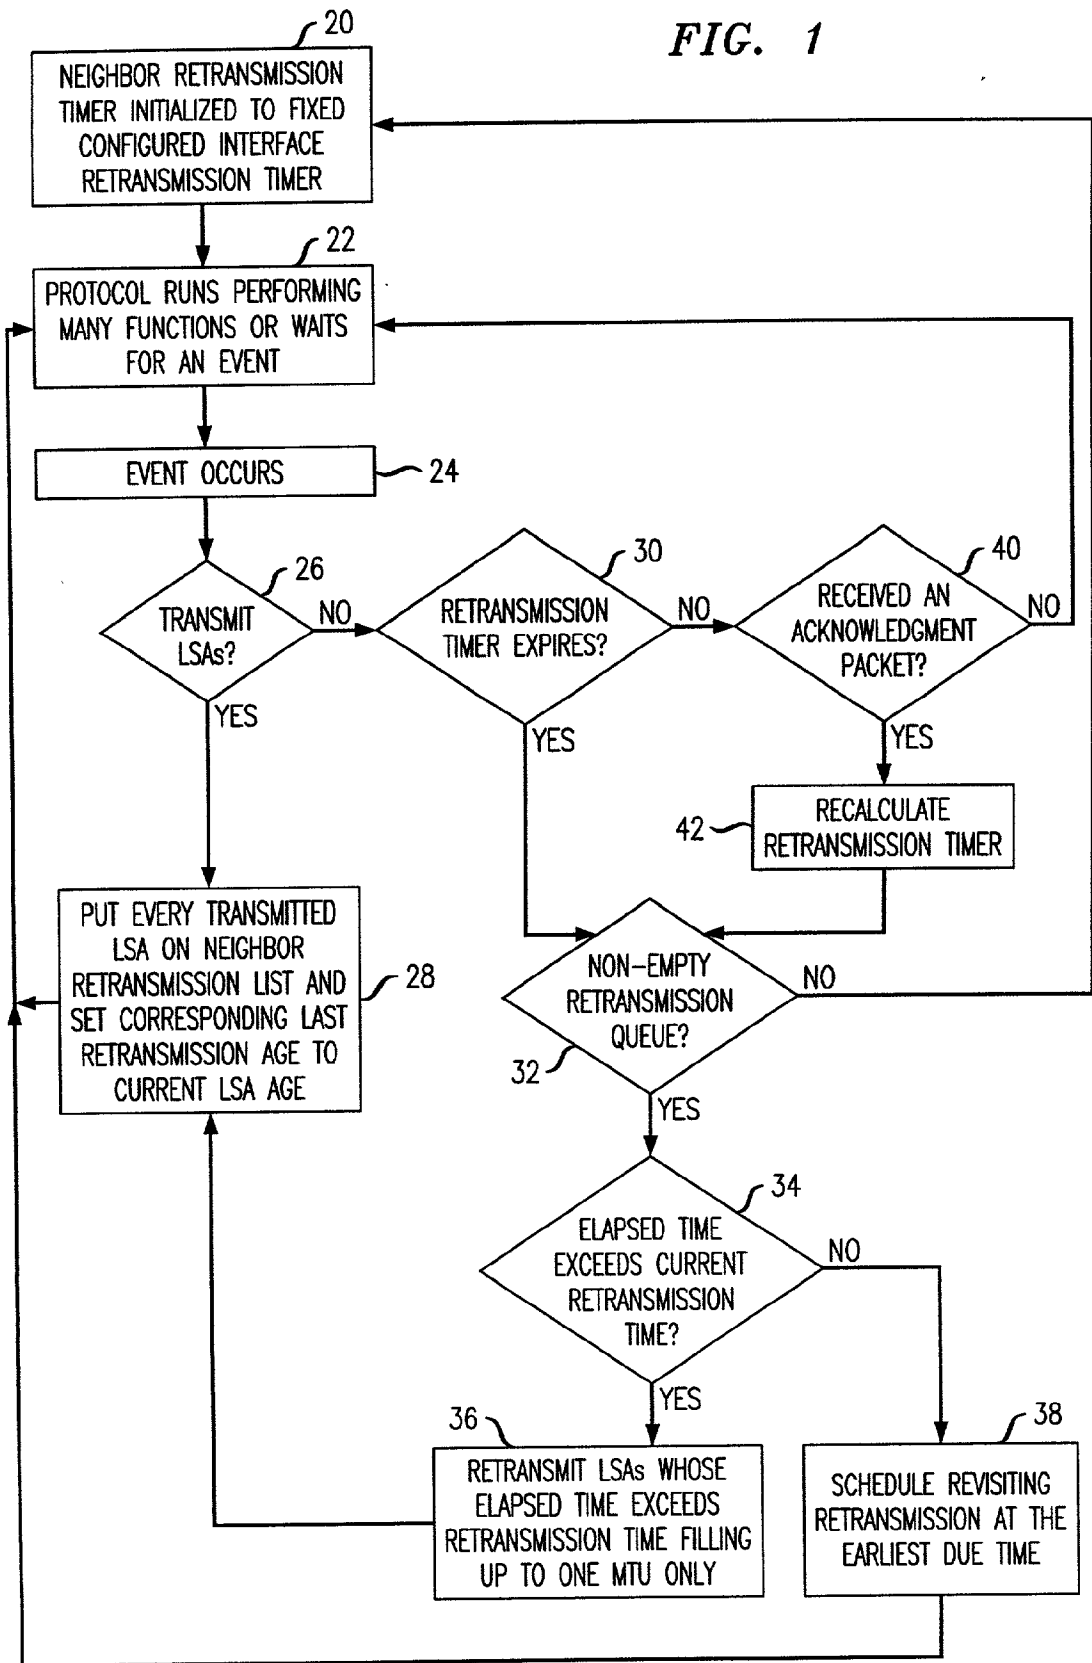 FIG. 1
20
NEIGHBOR RETRANSMISSION
TIMER INITIALIZED TO FIXED
CONFIGURED INTERFACE
RETRANSMISSION TIMER
22
PROTOCOL RUNS PERFORMING
MANY FUNCTIONS OR WAITS
FOR AN EVENT
EVENT OCCURS
24
26
TRANSMIT
LSAs?
NO
YES
30
RETRANSMISSION
TIMER EXPIRES?
NO
YES
40
RECEIVED AN
ACKNOWLEDGMENT
PACKET?
NO
YES
42
RECALCULATE
RETRANSMISSION TIMER
PUT EVERY TRANSMITTED
LSA ON NEIGHBOR
RETRANSMISSION LIST AND
SET CORRESPONDING LAST
RETRANSMISSION AGE TO
CURRENT LSA AGE
28
NON-EMPTY
RETRANSMISSION
QUEUE?
32
NO
YES
34
ELAPSED TIME
EXCEEDS CURRENT
RETRANSMISSION
TIME?
NO
YES
36
RETRANSMIT LSAs WHOSE
ELAPSED TIME EXCEEDS
RETRANSMISSION TIME FILLING
UP TO ONE MTU ONLY
38
SCHEDULE REVISITING
RETRANSMISSION AT THE
EARLIEST DUE TIME